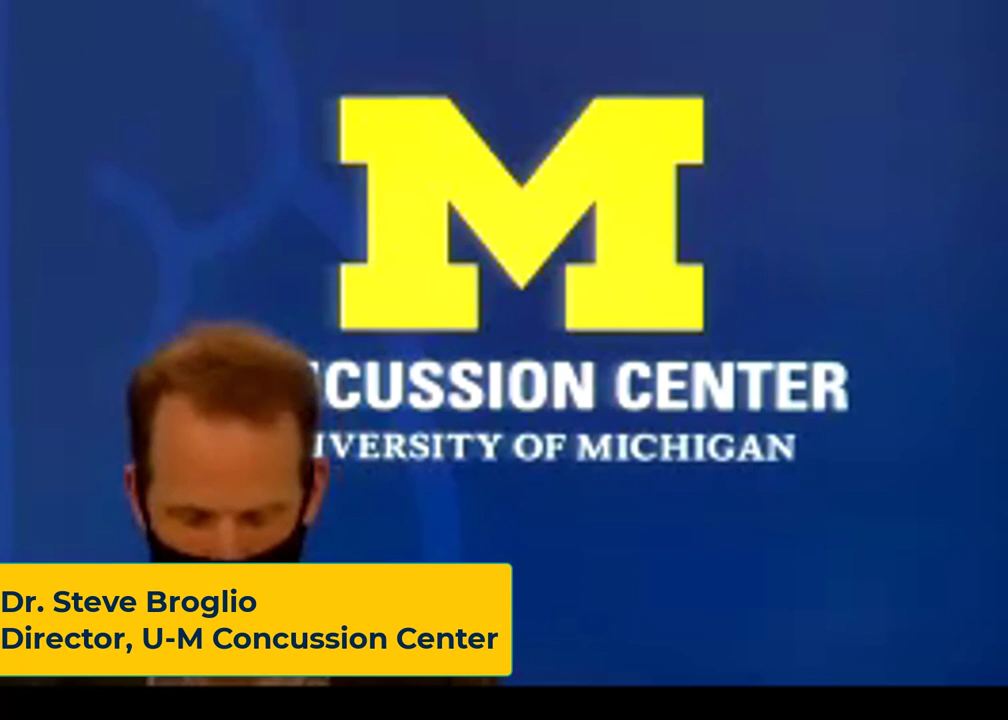 M
CUSSION CENTER
IVERSITY OF MICHIGAN
Dr. Steve Broglio
Director, U-M Concussion Center